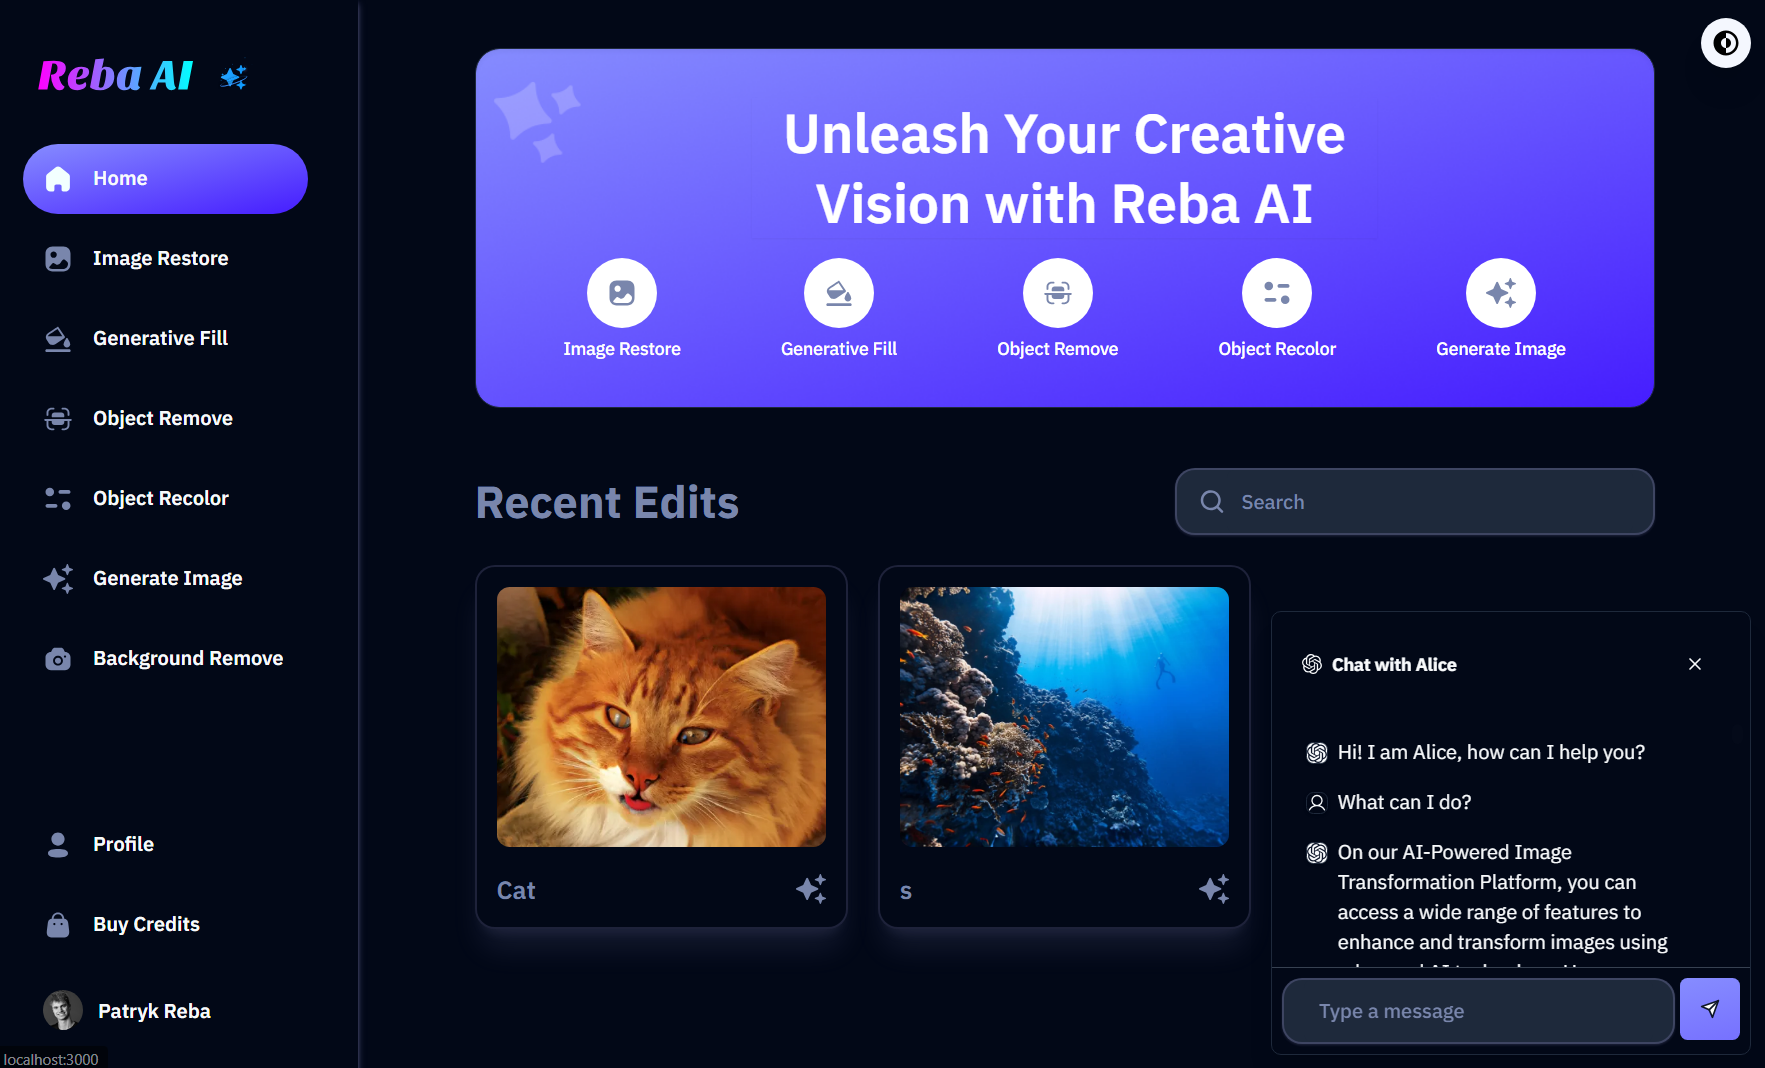 Reba AI
Home
Image Restore
Generative Fill
Object Remove
Object Recolor
Generate Image
Background Remove
Profile
Buy Credits
Patryk Reba
localhost:3000
Unleash Your Creative
Vision with Reba AI
Image Restore
Generative Fill
Object Remove
Object Recolor
Generate Image
Recent Edits
Search
Cat
s
Chat with Alice
Hi! I am Alice, how can I help you?
What can I do?
On our AI-Powered Image
Transformation Platform, you can
access a wide range of features to
enhance and transform images using
Type a message